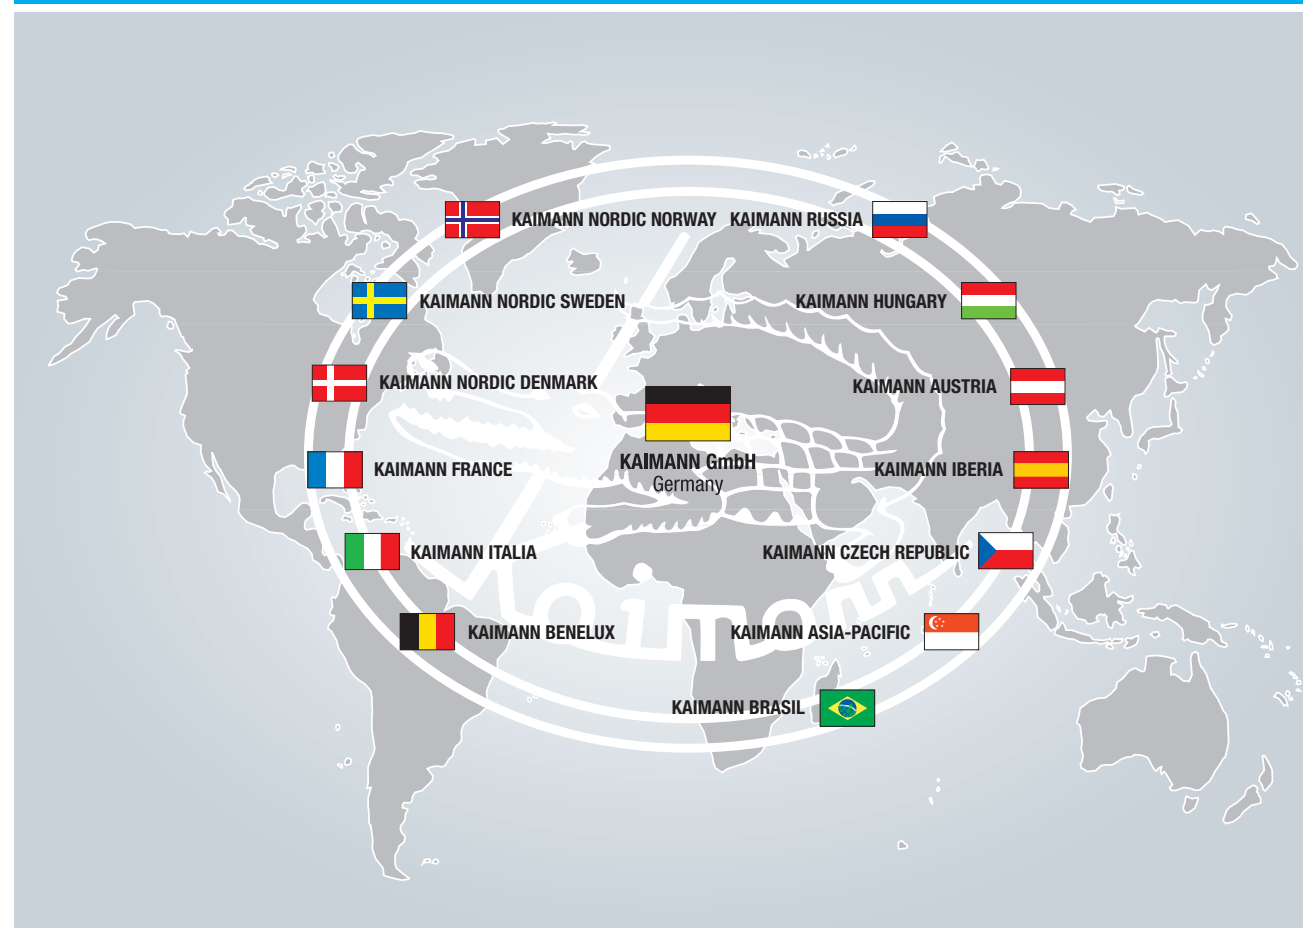 KAIMANN NORDIC NORWAY
KAIMANN RUSSIA
KAIMANN NORDIC SWEDEN
KAIMANN HUNGARY
KAIMANN NORDIC DENMARK
KAIMANN AUSTRIA
KAIMANN GmbH
Germany
KAIMANN FRANCE
KAIMANN IBERIA
KAIMANN ITALIA
KAIMANN CZECH REPUBLIC
KAIMANN BENELUX
KAIMANN ASIA-PACIFIC
KAIMANN BRASIL